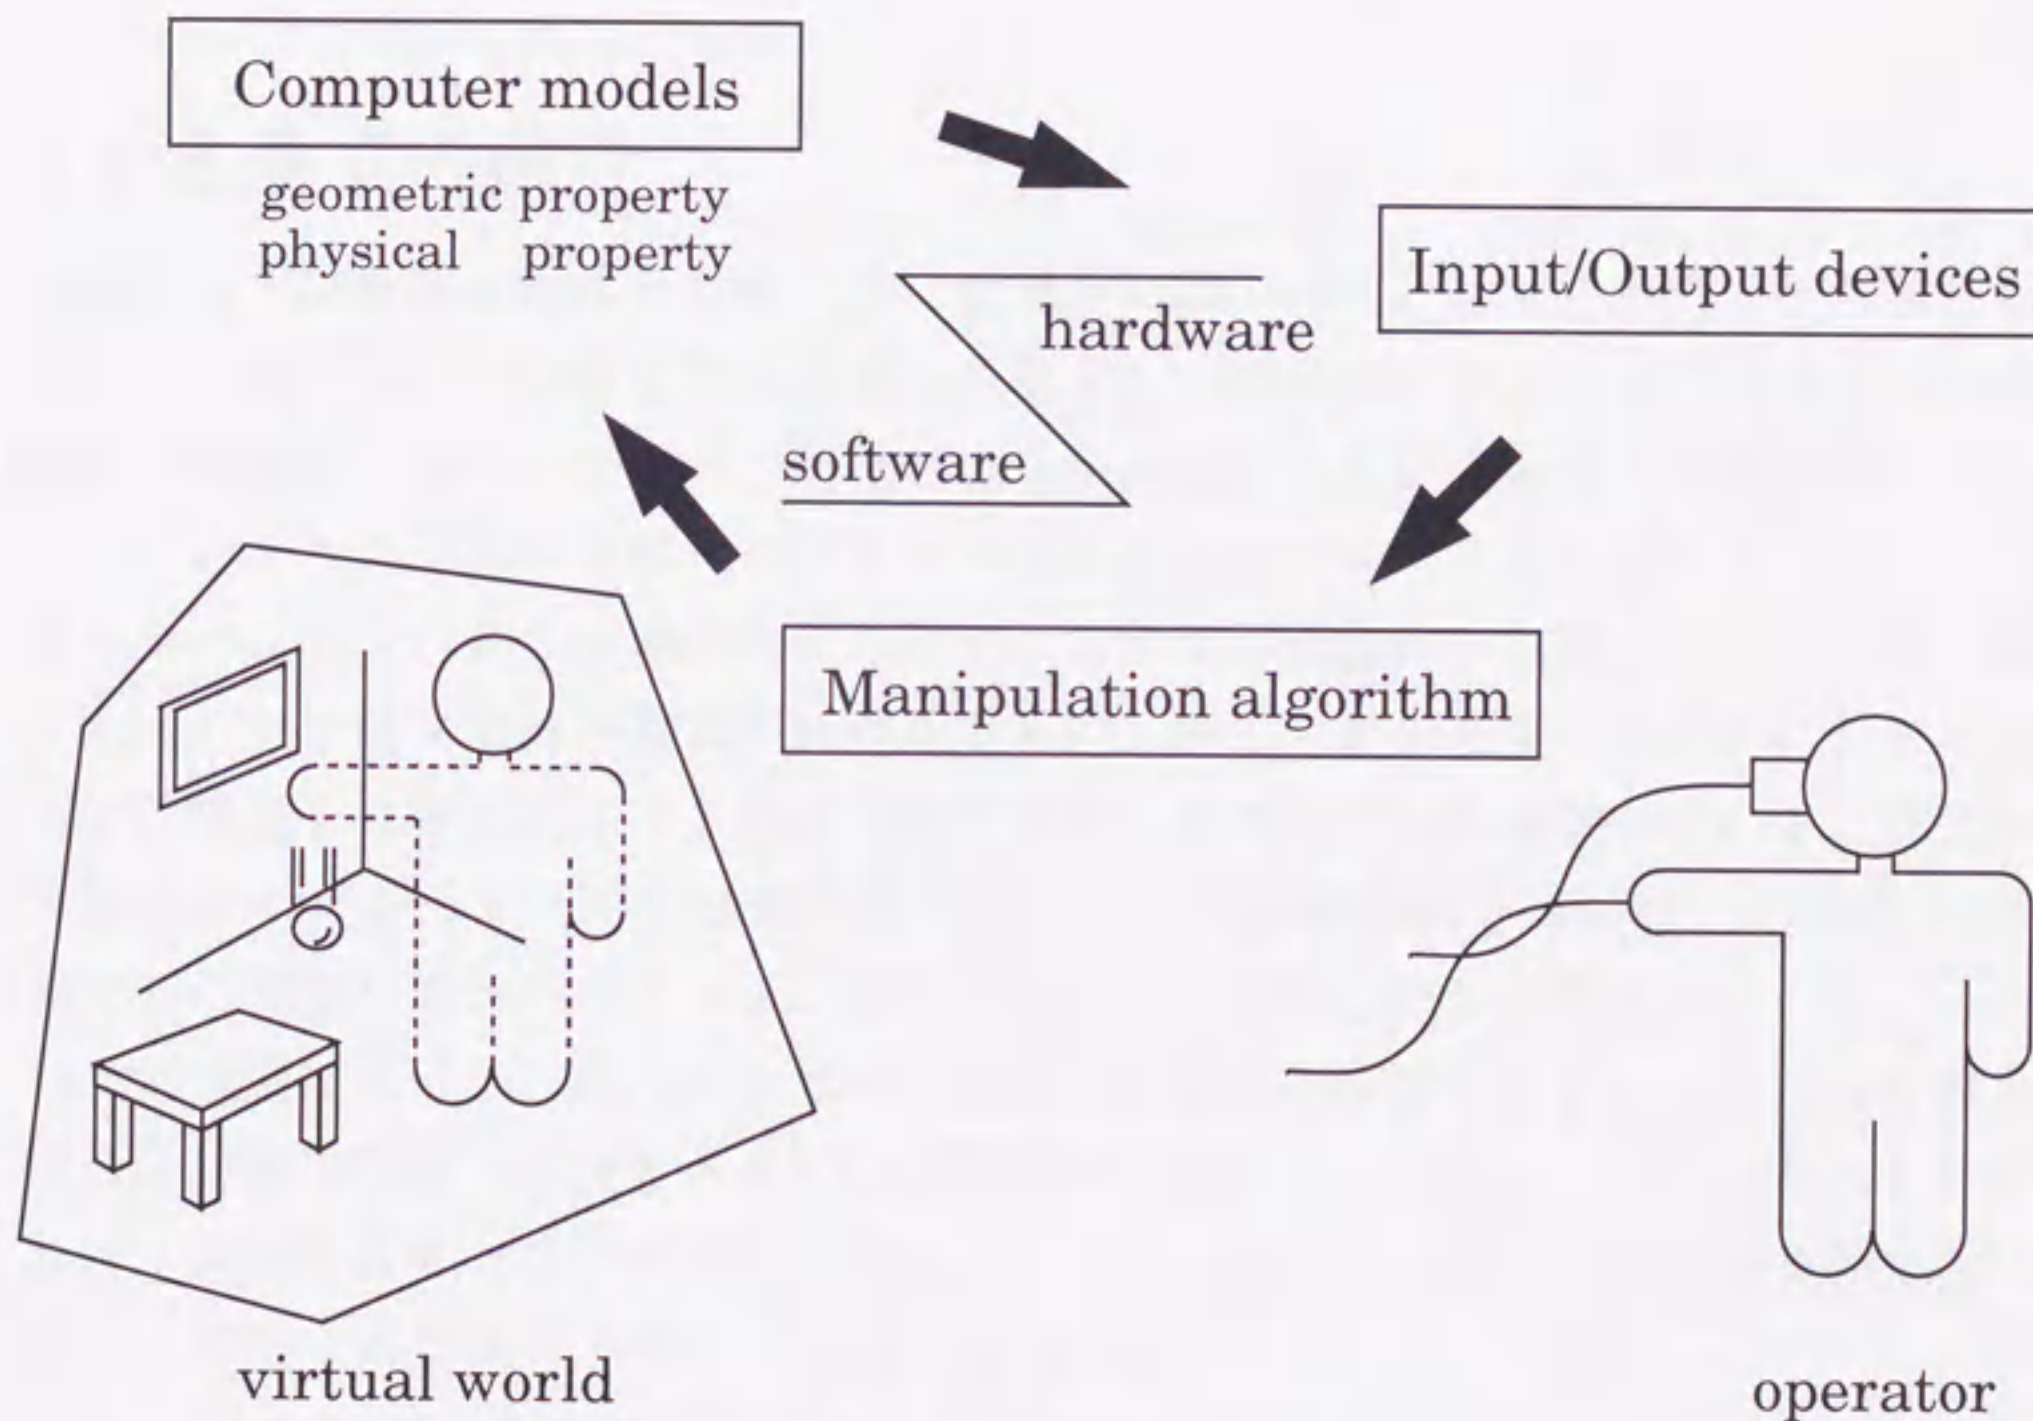 Computer models
geometric property
physical property
Input/Output devices
hardware
software
Manipulation algorithm
virtual world
operator